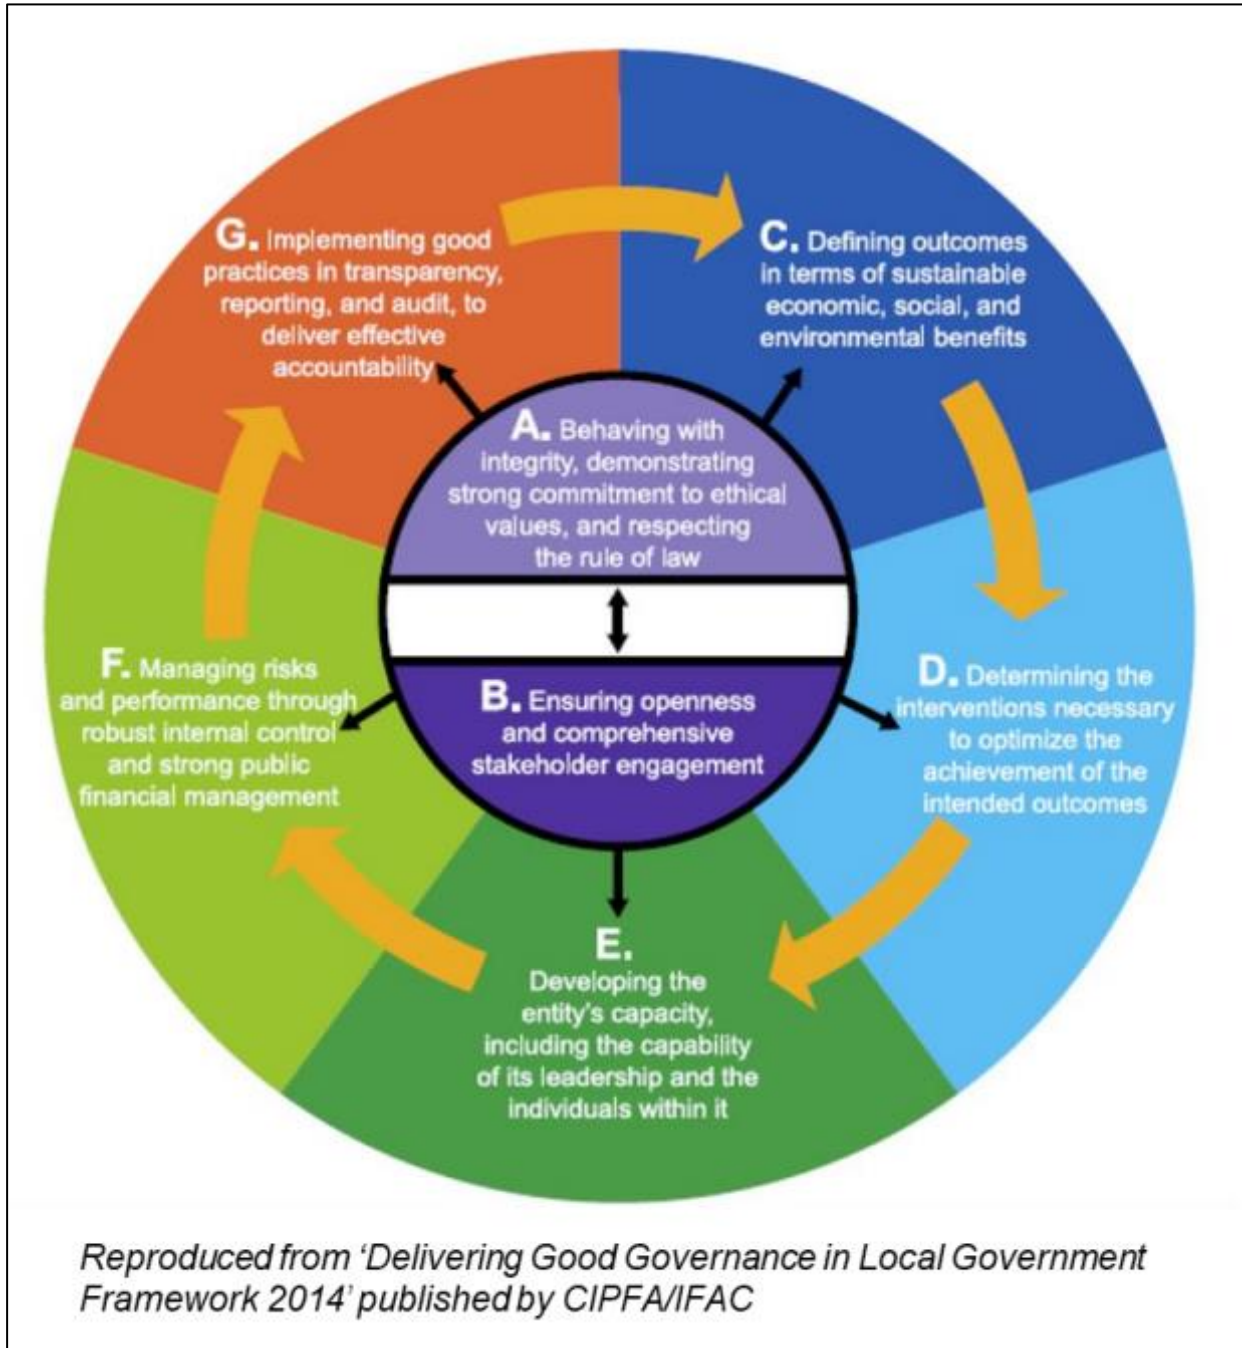 G. Implementing good
practices in transparency,
reporting, and audit, to
deliver effective
accountability
C. Defining outcomes
in terms of sustainable
economic, social, and
environmental benefits
A. Behaving with
integrity, demonstrating
strong commitment to ethical
values, and respecting
the rule of law
F. Managing risks
and performance through
robust internal control
and strong public
financial management
B. Ensuring openness
and comprehensive
stakeholder engagement
D. Determining the
interventions necessary
to optimize the
achievement of the
intended outcomes
E.
Developing the
entity's capacity,
including the capability
of its leadership and the
individuals within it
Reproduced from ‘Delivering Good Governance in Local Government
Framework 2014’ published by CIPFA/IFAC